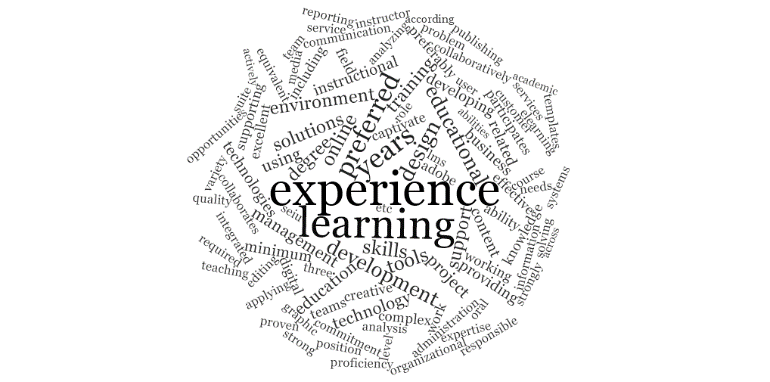 reporting
instructor
according
service
communication
analyzing
preferably
problem
publishing
collaboratively
team
media
including
field
instructional
equivalent
actively
suite
supporting
excellent
opportunities
environment
solutions
using
degree
online
preferred
years
training
role
captivate
design
lms
adobe
developing
user
educational
abilities
business
related
participates
customer
services
academic
elearning
templates
variety
technologies
collaborates
quality
integrated
experience
seiu
etc
learning
effective
course
needs
systems
ability
knowledge
content
support
information
solving
across
strongly
required
teaching
management
minimum
editing
digital
three
applying
skills
development
tools
project
working
providing
education
creative
teams
technology
graphic
commitment
complex
analysis
work
administration
oral
expertise
responsible
organizational
level
proven
strong
position
proficiency